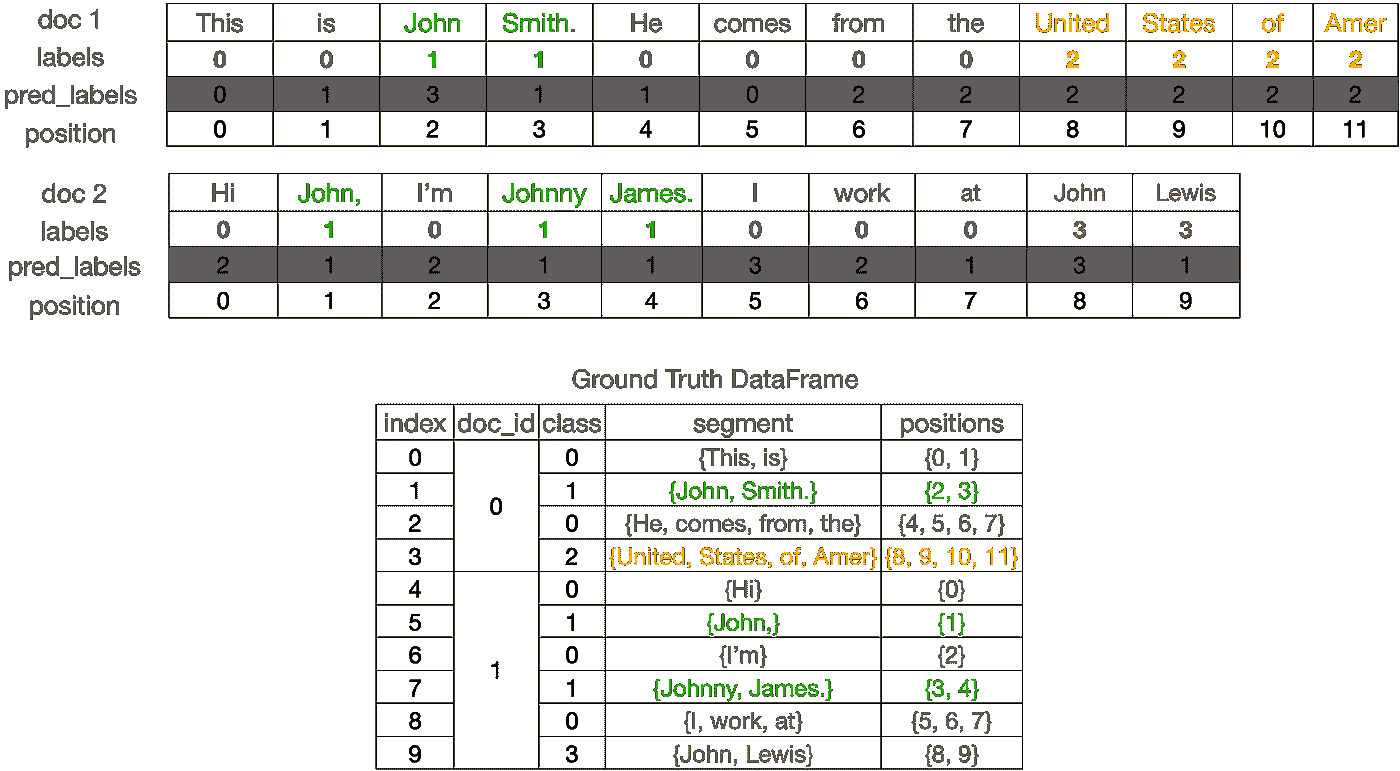 doc 1 This is John Smith. He comes from the United States of Amer
labels 0 0 1 1 0 0 0 0 2 2 2 2
pred_labels 0 1 3 1 1 0 2 2 2 2 2 2
position 0 1 2 3 4 5 6 7 8 9 10 11
doc 2 Hi John, I'm Johnny James. I work at John Lewis
labels 0 1 0 1 1 0 0 0 3 3
pred_labels 2 1 2 1 1 3 2 1 3 1
position 0 1 2 3 4 5 6 7 8 9
Ground Truth DataFrame
index doc_id class segment positions
0 0 {This, is} {0, 1}
1 1 {John, Smith.} {2, 3}
0
2 0 {He, comes, from, the} {4, 5, 6, 7}
3 2 {United, States, of, Amer} {8, 9, 10, 11}
4 0 {Hi} {0}
5 1 {John,} {1}
6 0 {I'm} {2}
1
7 1 {Johnny, James.} {3, 4}
8 0 {I, work, at} {5, 6, 7}
9 3 {John, Lewis} {8, 9}